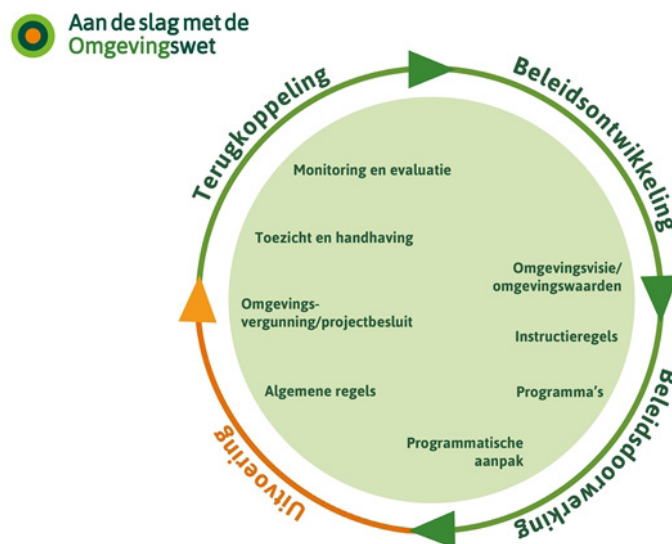 Aan de slag met de
Omgevingswet
Terugkoppeling
Beleidsontwikkeling
Monitoring en evaluatie
Toezicht en handhaving
Omgevingsvisie/
omgevingswaarden
Omgevings-
vergunning/projectbesluit
Instructieregels
Algemene regels
Programma's
Programmatische
aanpak
Uitvoering
Beleidsdoorwerking